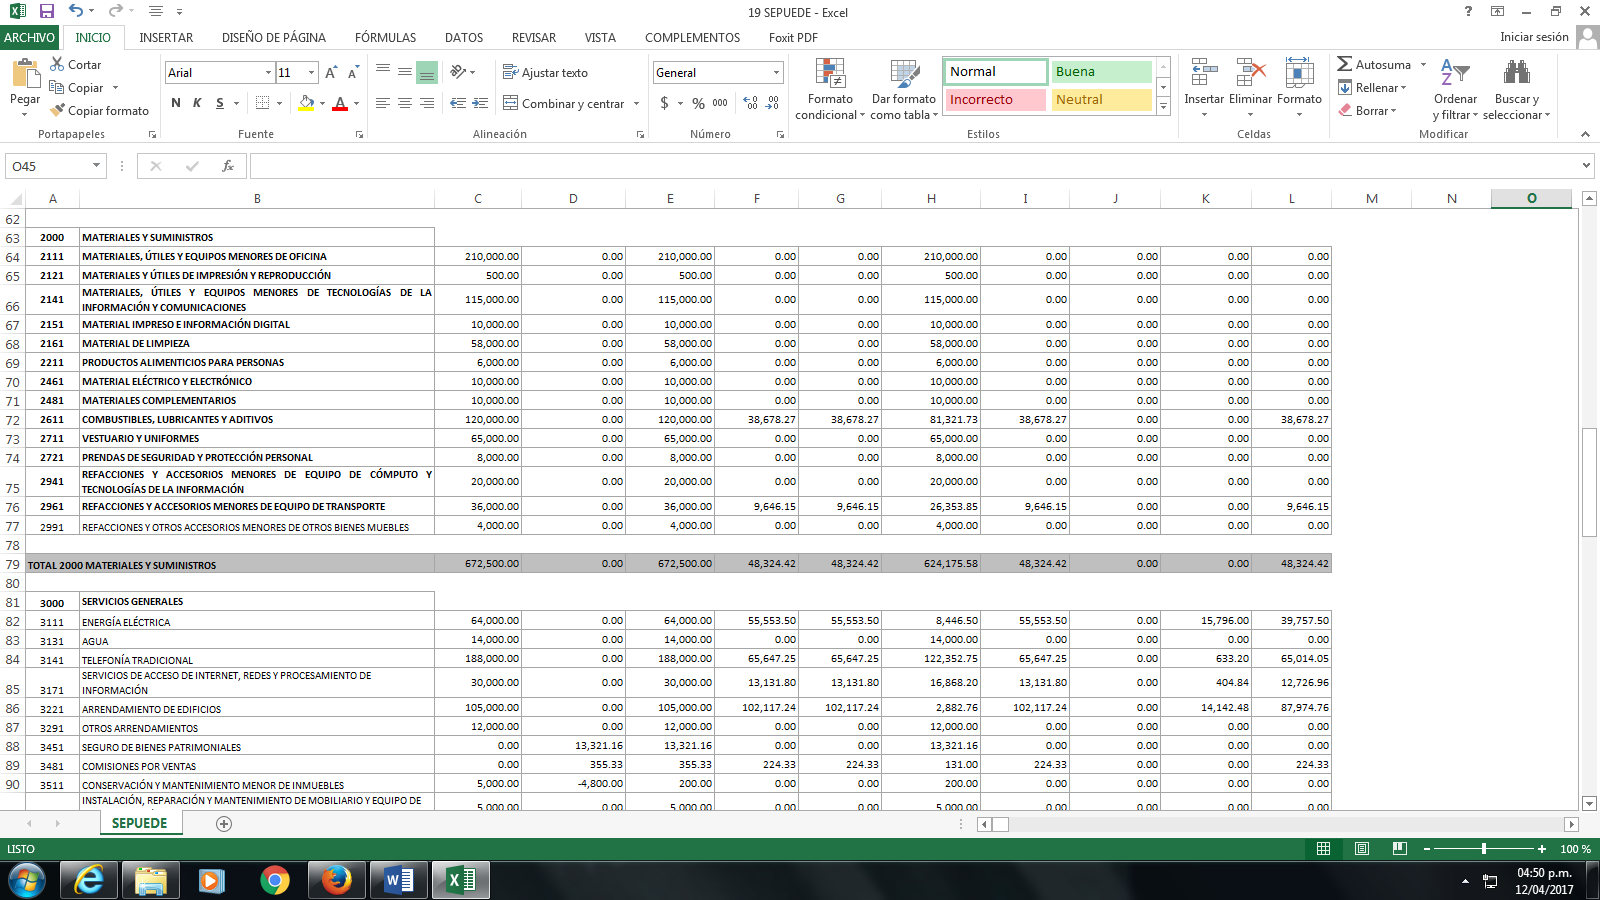 19 SEPUEDE - Excel
ARCHIVO INICIO INSERTAR DISEÑO DE PÁGINA FÓRMULAS DATOS REVISAR VISTA COMPLEMENTOS Foxit PDF Iniciar sesión
Pegar
Cortar
Copiar
Copiar formato
Portapapeles
Arial 11
N K S
Fuente
Ajustar texto
Combinar y centrar
Alineación
General
$ % 000
Número
Formato condicional
Dar formato como tabla
Normal Buena
Incorrecto Neutral
Estilos
Insertar Eliminar Formato
Celdas
Autosuma
Rellenar
Borrar
Ordenar y filtrar
Buscar y seleccionar
Modificar
O45 fx
A B C D E F G H I J K L M N O
62
63 2000 MATERIALES Y SUMINISTROS
64 2111 MATERIALES, ÚTILES Y EQUIPOS MENORES DE OFICINA 210,000.00 0.00 210,000.00 0.00 0.00 210,000.00 0.00 0.00 0.00 0.00
65 2121 MATERIALES Y ÚTILES DE IMPRESIÓN Y REPRODUCCIÓN 500.00 0.00 500.00 0.00 0.00 500.00 0.00 0.00 0.00 0.00
66 2141 MATERIALES, ÚTILES Y EQUIPOS MENORES DE TECNOLOGÍAS DE LA
INFORMACIÓN Y COMUNICACIONES 115,000.00 0.00 115,000.00 0.00 0.00 115,000.00 0.00 0.00 0.00 0.00
67 2151 MATERIAL IMPRESO E INFORMACIÓN DIGITAL 10,000.00 0.00 10,000.00 0.00 0.00 10,000.00 0.00 0.00 0.00 0.00
68 2161 MATERIAL DE LIMPIEZA 58,000.00 0.00 58,000.00 0.00 0.00 58,000.00 0.00 0.00 0.00 0.00
69 2211 PRODUCTOS ALIMENTICIOS PARA PERSONAS 6,000.00 0.00 6,000.00 0.00 0.00 6,000.00 0.00 0.00 0.00 0.00
70 2461 MATERIAL ELÉCTRICO Y ELECTRÓNICO 10,000.00 0.00 10,000.00 0.00 0.00 10,000.00 0.00 0.00 0.00 0.00
71 2481 MATERIALES COMPLEMENTARIOS 10,000.00 0.00 10,000.00 0.00 0.00 10,000.00 0.00 0.00 0.00 0.00
72 2611 COMBUSTIBLES, LUBRICANTES Y ADITIVOS 120,000.00 0.00 120,000.00 38,678.27 38,678.27 81,321.73 38,678.27 0.00 0.00 38,678.27
73 2711 VESTUARIO Y UNIFORMES 65,000.00 0.00 65,000.00 0.00 0.00 65,000.00 0.00 0.00 0.00 0.00
74 2721 PRENDAS DE SEGURIDAD Y PROTECCIÓN PERSONAL 8,000.00 0.00 8,000.00 0.00 0.00 8,000.00 0.00 0.00 0.00 0.00
75 2941 REFACCIONES Y ACCESORIOS MENORES DE EQUIPO DE CÓMPUTO Y
TECNOLOGÍAS DE LA INFORMACIÓN 20,000.00 0.00 20,000.00 0.00 0.00 20,000.00 0.00 0.00 0.00 0.00
76 2961 REFACCIONES Y ACCESORIOS MENORES DE EQUIPO DE TRANSPORTE 36,000.00 0.00 36,000.00 9,646.15 9,646.15 26,353.85 9,646.15 0.00 0.00 9,646.15
77 2991 REFACCIONES Y OTROS ACCESORIOS MENORES DE OTROS BIENES MUEBLES 4,000.00 0.00 4,000.00 0.00 0.00 4,000.00 0.00 0.00 0.00 0.00
78
79 TOTAL 2000 MATERIALES Y SUMINISTROS 672,500.00 0.00 672,500.00 48,324.42 48,324.42 624,175.58 48,324.42 0.00 0.00 48,324.42
80
81 3000 SERVICIOS GENERALES
82 3111 ENERGÍA ELÉCTRICA 64,000.00 0.00 64,000.00 55,553.50 55,553.50 8,446.50 55,553.50 0.00 15,796.00 39,757.50
83 3131 AGUA 14,000.00 0.00 14,000.00 0.00 0.00 14,000.00 0.00 0.00 0.00 0.00
84 3141 TELEFONÍA TRADICIONAL 188,000.00 0.00 188,000.00 65,647.25 65,647.25 122,352.75 65,647.25 0.00 633.20 65,014.05
85 3171 SERVICIOS DE ACCESO DE INTERNET, REDES Y PROCESAMIENTO DE
INFORMACIÓN 30,000.00 0.00 30,000.00 13,131.80 13,131.80 16,868.20 13,131.80 0.00 404.84 12,726.96
86 3221 ARRENDAMIENTO DE EDIFICIOS 105,000.00 0.00 105,000.00 102,117.24 102,117.24 2,882.76 102,117.24 0.00 14,142.48 87,974.76
87 3291 OTROS ARRENDAMIENTOS 12,000.00 0.00 12,000.00 0.00 0.00 12,000.00 0.00 0.00 0.00 0.00
88 3451 SEGURO DE BIENES PATRIMONIALES 0.00 13,321.16 13,321.16 0.00 0.00 13,321.16 0.00 0.00 0.00 0.00
89 3481 COMISIONES POR VENTAS 0.00 355.33 355.33 224.33 224.33 131.00 224.33 0.00 0.00 224.33
90 3511 CONSERVACIÓN Y MANTENIMIENTO MENOR DE INMUEBLES 5,000.00 -4,800.00 200.00 0.00 0.00 200.00 0.00 0.00 0.00 0.00
INSTALACIÓN, REPARACIÓN Y MANTENIMIENTO DE MOBILIARIO Y EQUIPO DE
5,000.00 0.00 5,000.00 0.00 0.00 5,000.00 0.00 0.00 0.00 0.00
SEPUEDE
LISTO 100 %
04:50 p.m.
12/04/2017